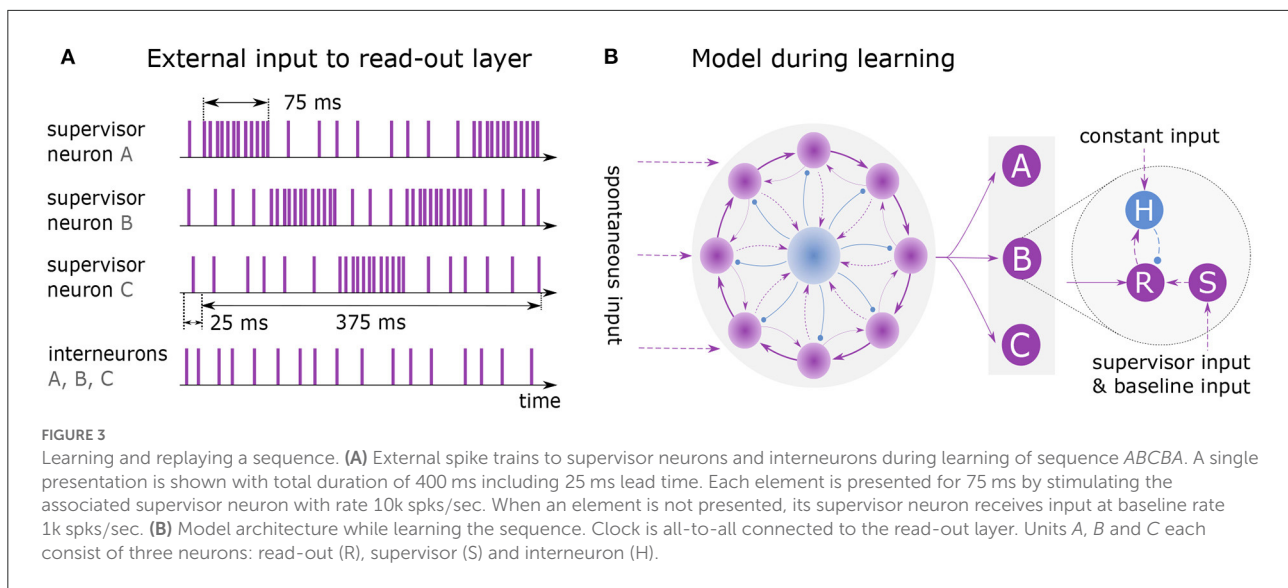 A
External input to read-out layer
75 ms
supervisor
neuron A
supervisor
neuron B
supervisor
neuron C
25 ms
375 ms
interneurons
A, B, C
time
B
Model during learning
spontaneous input
A
B
C
constant input
H
R
S
supervisor input
& baseline input
FIGURE 3
Learning and replaying a sequence. (A) External spike trains to supervisor neurons and interneurons during learning of sequence ABCBA. A single
presentation is shown with total duration of 400 ms including 25 ms lead time. Each element is presented for 75 ms by stimulating the
associated supervisor neuron with rate 10k spks/sec. When an element is not presented, its supervisor neuron receives input at baseline rate
1k spks/sec. (B) Model architecture while learning the sequence. Clock is all-to-all connected to the read-out layer. Units A, B and C each
consist of three neurons: read-out (R), supervisor (S) and interneuron (H).